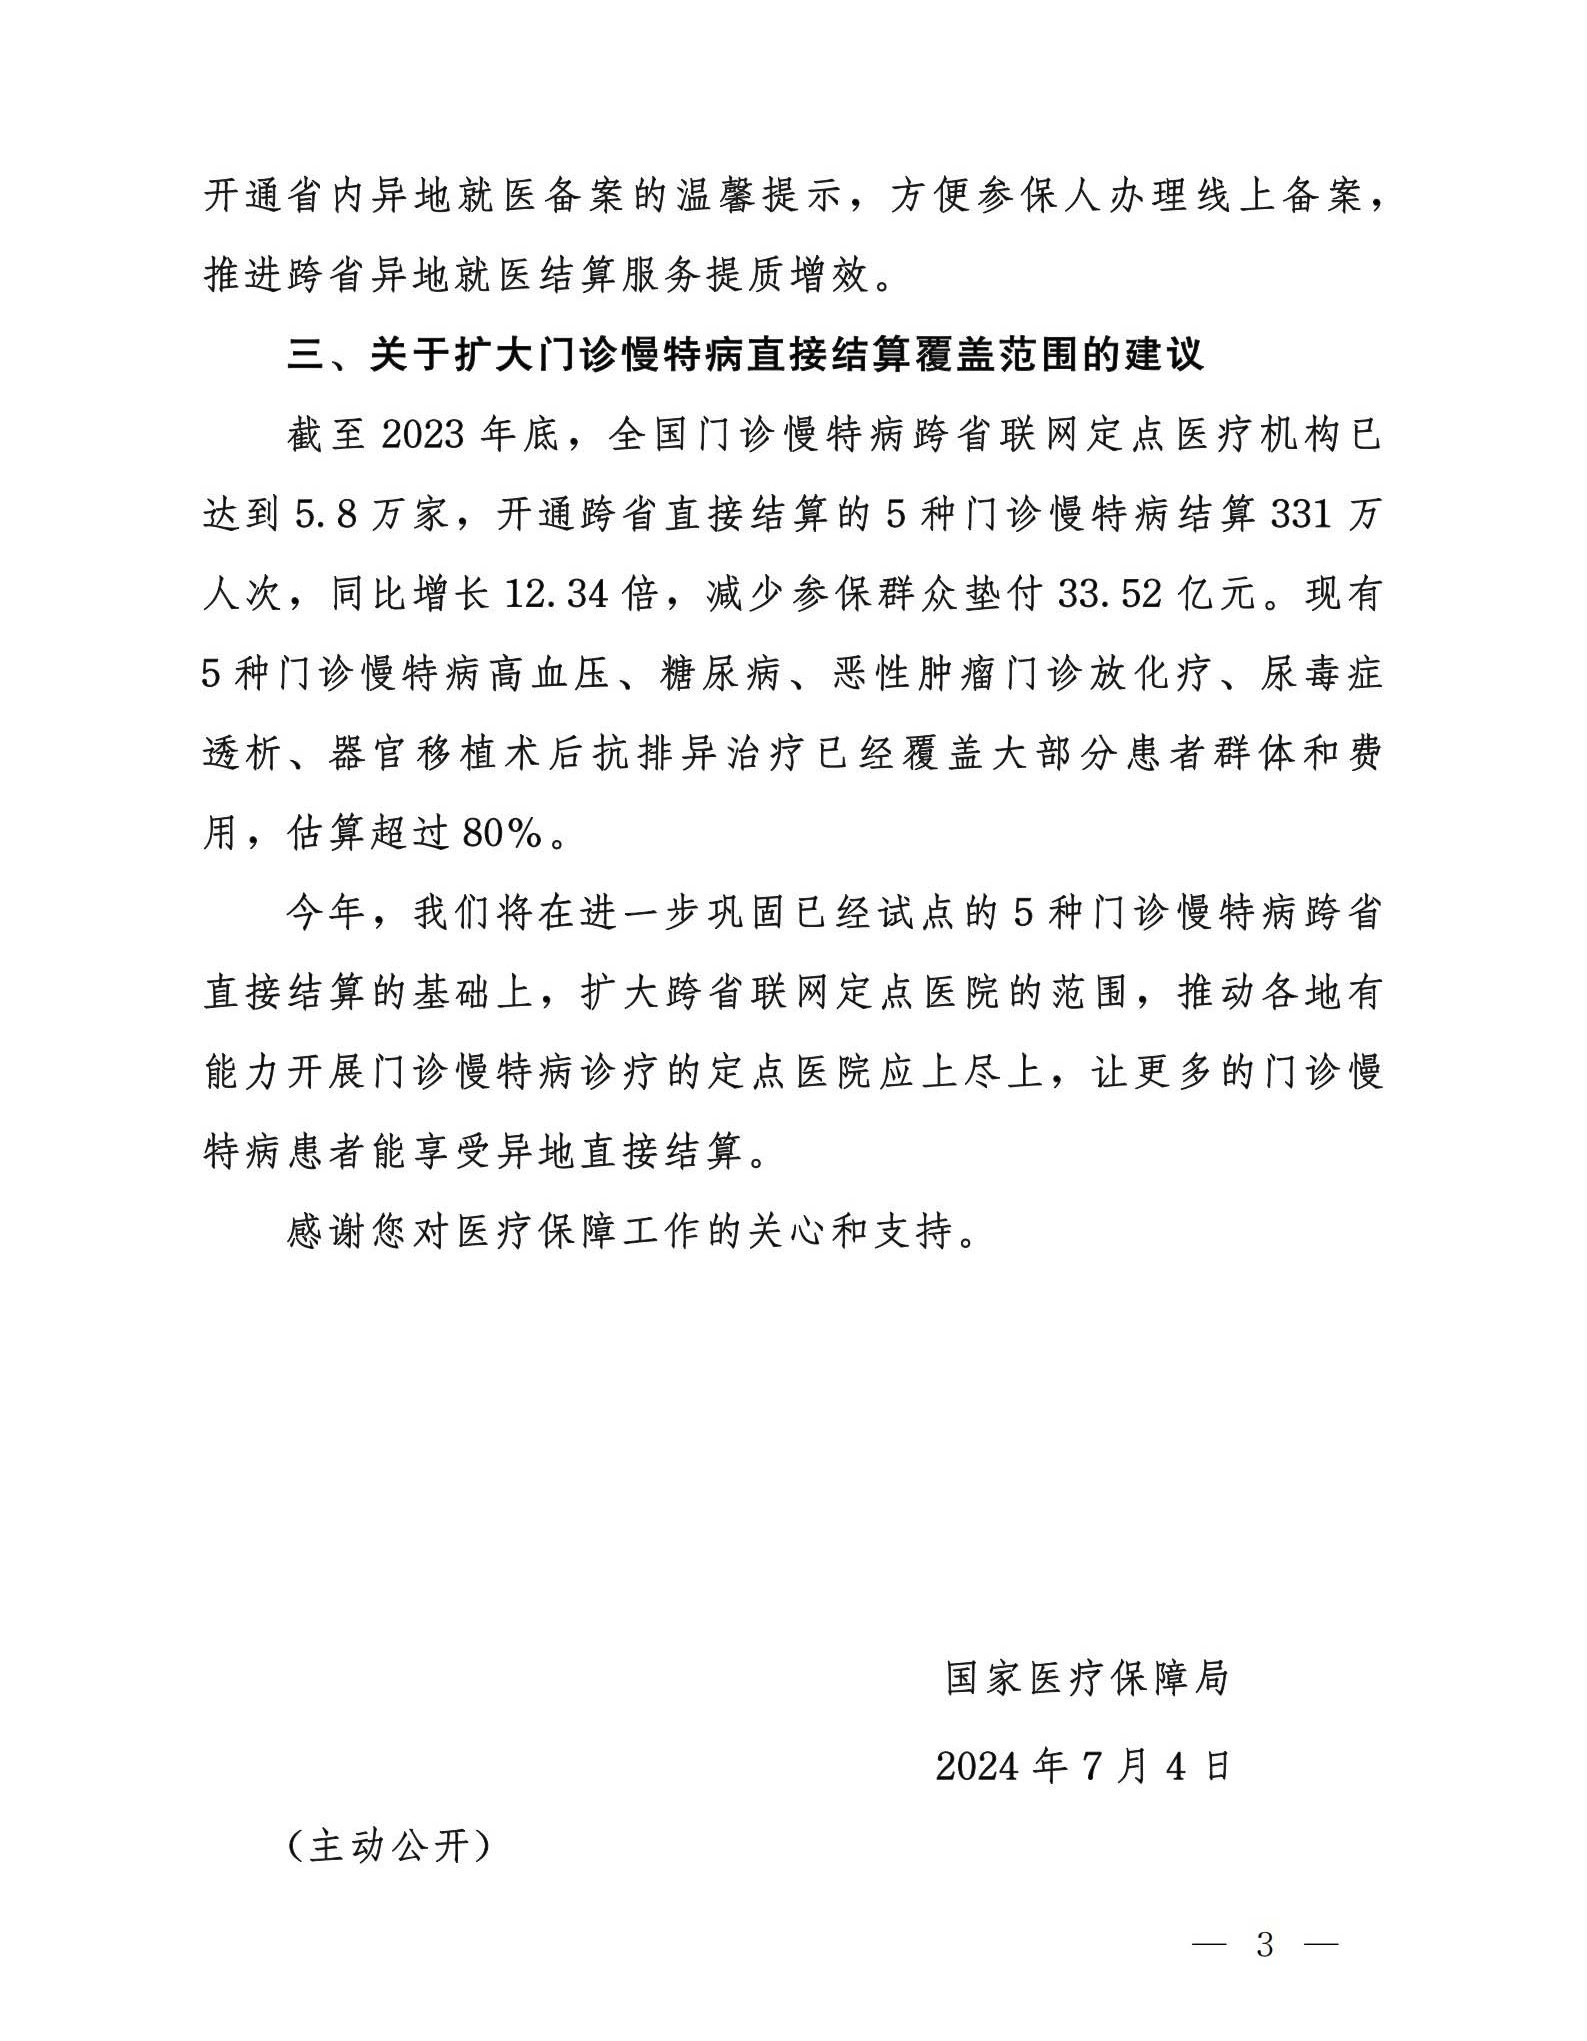 开通省内异地就医备案的温馨提示，方便参保人办理线上备案，
推进跨省异地就医结算服务提质增效。
三、关于扩大门诊慢特病直接结算覆盖范围的建议
截至 2023 年底，全国门诊慢特病跨省联网定点医疗机构已
达到 5.8 万家，开通跨省直接结算的 5 种门诊慢特病结算 331 万
人次，同比增长 12.34 倍，减少参保群众垫付 33.52 亿元。现有
5 种门诊慢特病高血压、糖尿病、恶性肿瘤门诊放化疗、尿毒症
透析、器官移植术后抗排异治疗已经覆盖大部分患者群体和费
用，估算超过 80%。
今年，我们将在进一步巩固已经试点的 5 种门诊慢特病跨省
直接结算的基础上，扩大跨省联网定点医院的范围，推动各地有
能力开展门诊慢特病诊疗的定点医院应上尽上，让更多的门诊慢
特病患者能享受异地直接结算。
感谢您对医疗保障工作的关心和支持。
国家医疗保障局
2024 年 7 月 4 日
（主动公开）
— 3 —